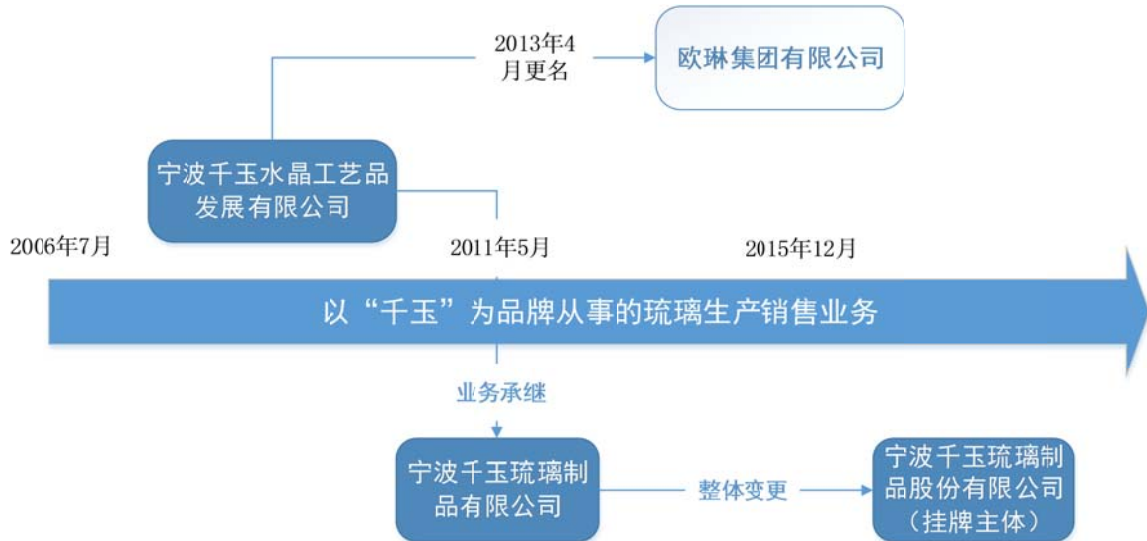 2013年4
月更名
欧琳集团有限公司
宁波千玉水晶工艺品
发展有限公司
2006年7月
2011年5月
2015年12月
以“千玉”为品牌从事的琉璃生产销售业务
业务承继
宁波千玉琉璃制
品有限公司
整体变更
宁波千玉琉璃制
品股份有限公司
（挂牌主体）